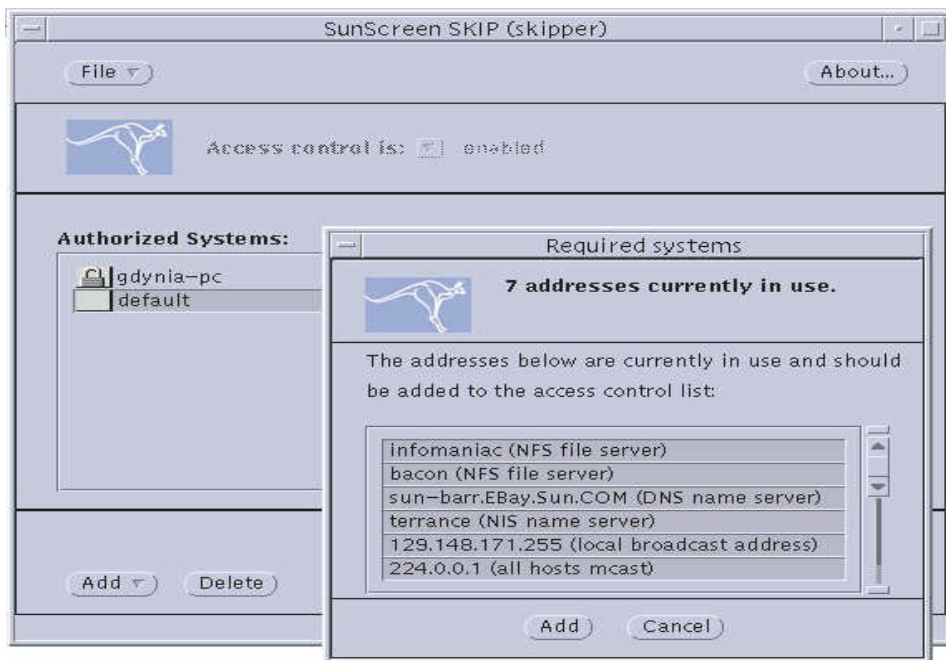 SunScreen SKIP (skipper)
File
About...
Access control is: enabled
Authorized Systems:
gdynia-pc
default
Add
Delete
Required systems
7 addresses currently in use.
The addresses below are currently in use and should
be added to the access control list:
infomaniac (NFS file server)
bacon (NFS file server)
sun-barr.EBay.Sun.COM (DNS name server)
terrance (NIS name server)
129.148.171.255 (local broadcast address)
224.0.0.1 (all hosts mcast)
Add
Cancel